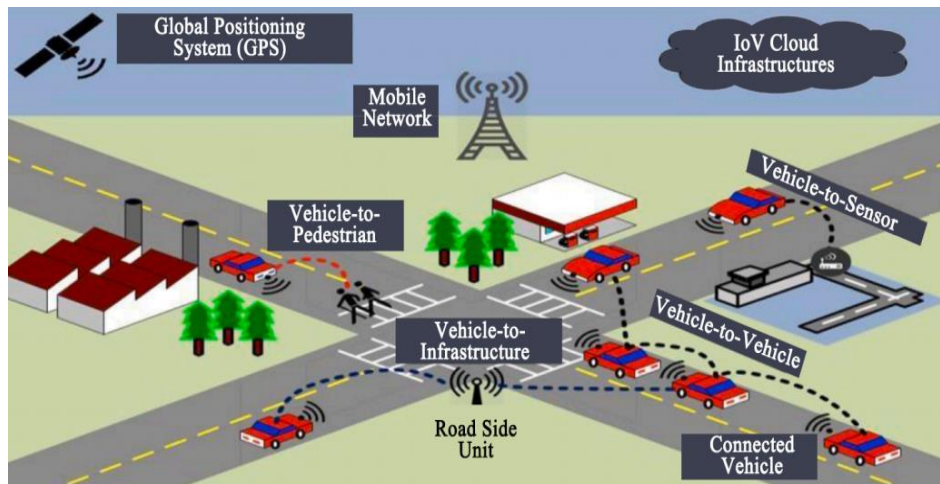 Global Positioning
System (GPS)
IoV Cloud
Infrastructures
Mobile
Network
Vehicle-to-Sensor
Vehicle-to-
Pedestrian
Vehicle-to-
Infrastructure
Vehicle-to-Vehicle
Road Side
Unit
Connected
Vehicle